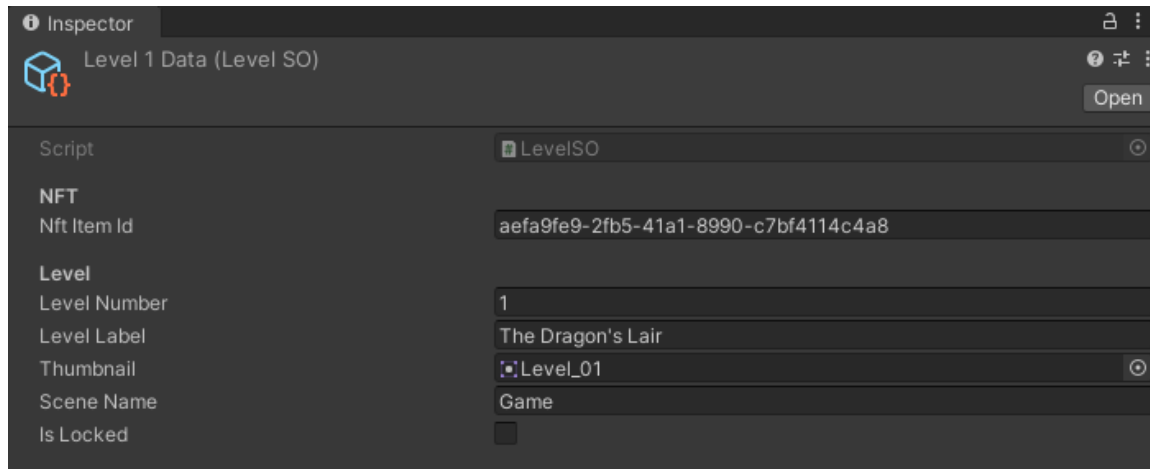 Inspector
Level 1 Data (Level SO)
Open
Script LevelSO
NFT
Nft Item Id aefa9fe9-2fb5-41a1-8990-c7bf4114c4a8
Level
Level Number 1
Level Label The Dragon's Lair
Thumbnail Level_01
Scene Name Game
Is Locked